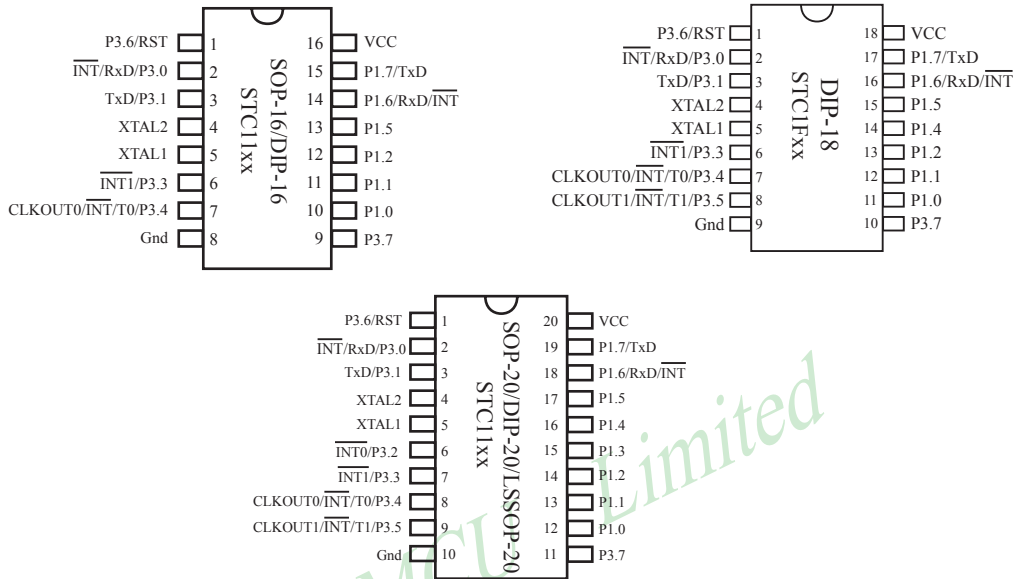 P3.6/RST 1 16 VCC
INT/RxD/P3.0 2 15 P1.7/TxD
TxD/P3.1 3 14 P1.6/RxD/INT
XTAL2 4 13 P1.5
XTAL1 5 12 P1.2
INT1/P3.3 6 11 P1.1
CLKOUT0/INT/T0/P3.4 7 10 P1.0
Gnd 8 9 P3.7
SOP-16/DIP-16
STC11xx
P3.6/RST 1 18 VCC
INT/RxD/P3.0 2 17 P1.7/TxD
TxD/P3.1 3 16 P1.6/RxD/INT
XTAL2 4 15 P1.5
XTAL1 5 14 P1.4
INT1/P3.3 6 13 P1.2
CLKOUT0/INT/T0/P3.4 7 12 P1.1
CLKOUT1/INT/T1/P3.5 8 11 P1.0
Gnd 9 10 P3.7
DIP-18
STC1Fxx
P3.6/RST 1 20 VCC
INT/RxD/P3.0 2 19 P1.7/TxD
TxD/P3.1 3 18 P1.6/RxD/INT
XTAL2 4 17 P1.5
XTAL1 5 16 P1.4
INT0/P3.2 6 15 P1.3
INT1/P3.3 7 14 P1.2
CLKOUT0/INT/T0/P3.4 8 13 P1.1
CLKOUT1/INT/T1/P3.5 9 12 P1.0
Gnd 10 11 P3.7
SOP-20/DIP-20/LSSOP-20
STC11xx
MCU Limited